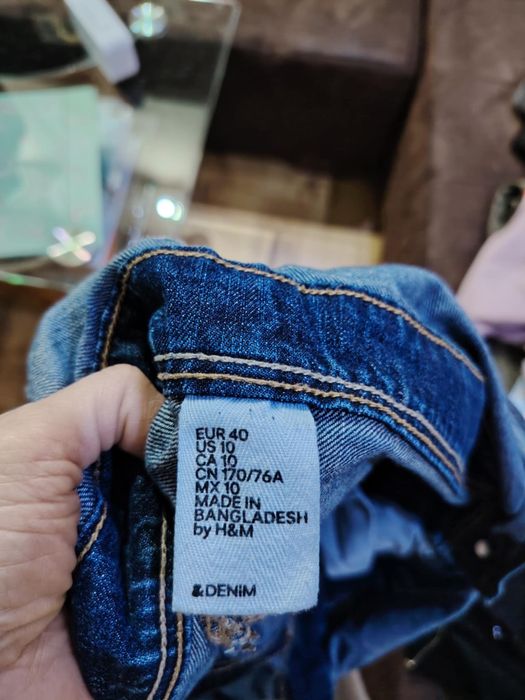 EUR 40
US 10
CA 10
CN 170/76A
MX 10
MADE IN
BANGLADESH
by H&M
&DENIM